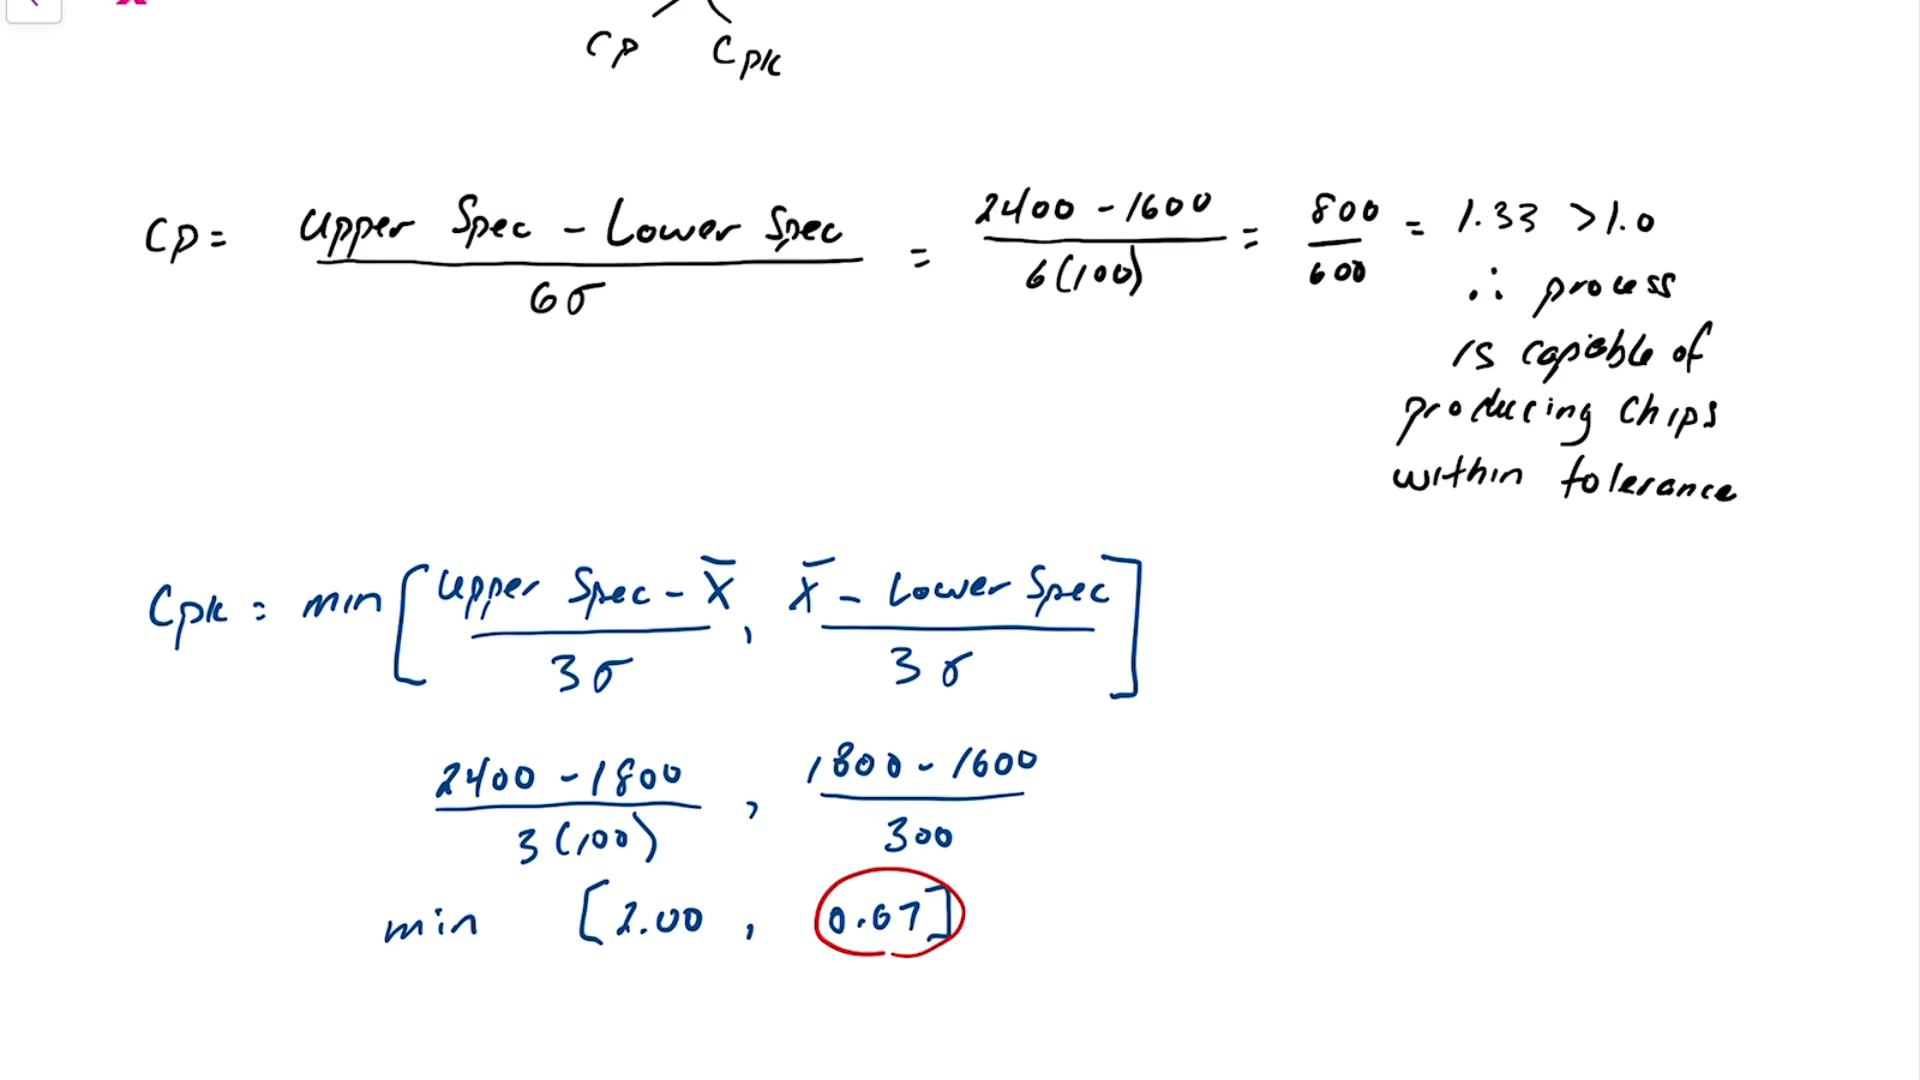 Cp Cpk
Cp = Upper Spec - Lower Spec / 6σ = 2400 - 1600 / 6(100) = 800 / 600 = 1.33 > 1.0
∴ process
is capable of
producing chips
within tolerance
Cpk = min [ Upper Spec - X̄ / 3σ , X̄ - Lower Spec / 3σ ]
2400 - 1800 / 3(100) , 1800 - 1600 / 300
min [ 2.00 , 0.67 ]